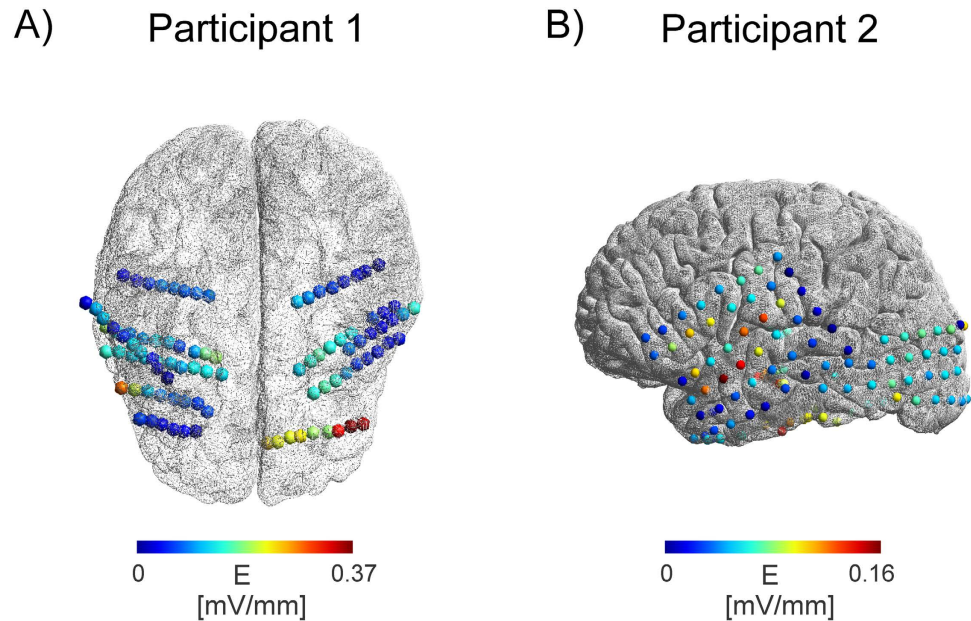 A) Participant 1
B) Participant 2
0 E 0.37
[mV/mm]
0 E 0.16
[mV/mm]